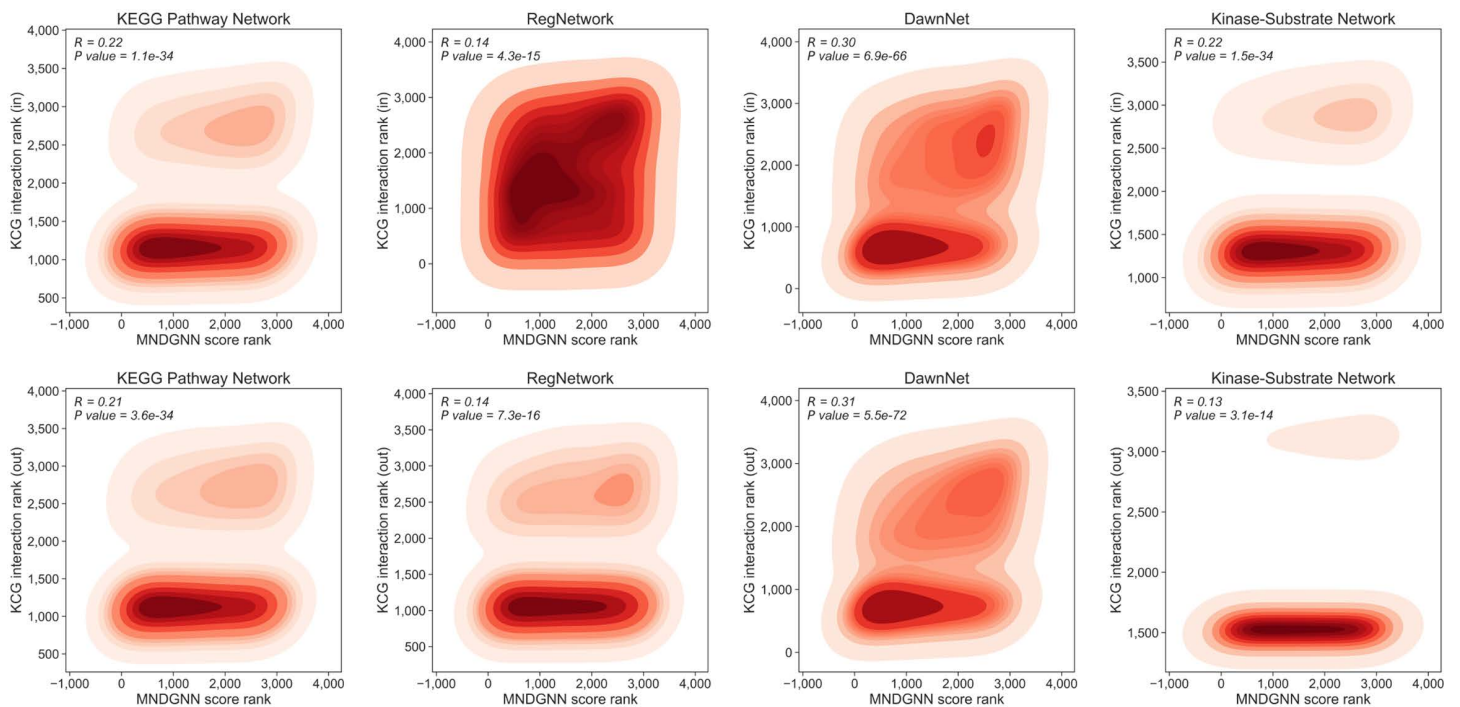 KEGG Pathway Network
R = 0.22
P value = 1.1e-34
KCG interaction rank (in)
4,000
3,500
3,000
2,500
2,000
1,500
1,000
500
−1,000 0 1,000 2,000 3,000 4,000
MNDGNN score rank
RegNetwork
R = 0.14
P value = 4.3e-15
KCG interaction rank (in)
4,000
3,000
2,000
1,000
0
−1,000 0 1,000 2,000 3,000 4,000
MNDGNN score rank
DawnNet
R = 0.30
P value = 6.9e-66
KCG interaction rank (in)
4,000
3,000
2,000
1,000
0
−1,000 0 1,000 2,000 3,000 4,000
MNDGNN score rank
Kinase-Substrate Network
R = 0.22
P value = 1.5e-34
KCG interaction rank (in)
3,500
3,000
2,500
2,000
1,500
1,000
−1,000 0 1,000 2,000 3,000 4,000
MNDGNN score rank
KEGG Pathway Network
R = 0.21
P value = 3.6e-34
KCG interaction rank (out)
4,000
3,500
3,000
2,500
2,000
1,500
1,000
500
−1,000 0 1,000 2,000 3,000 4,000
MNDGNN score rank
RegNetwork
R = 0.14
P value = 7.3e-16
KCG interaction rank (out)
4,000
3,500
3,000
2,500
2,000
1,500
1,000
500
−1,000 0 1,000 2,000 3,000 4,000
MNDGNN score rank
DawnNet
R = 0.31
P value = 5.5e-72
KCG interaction rank (out)
4,000
3,000
2,000
1,000
0
−1,000 0 1,000 2,000 3,000 4,000
MNDGNN score rank
Kinase-Substrate Network
R = 0.13
P value = 3.1e-14
KCG interaction rank (out)
3,500
3,000
2,500
2,000
1,500
−1,000 0 1,000 2,000 3,000 4,000
MNDGNN score rank